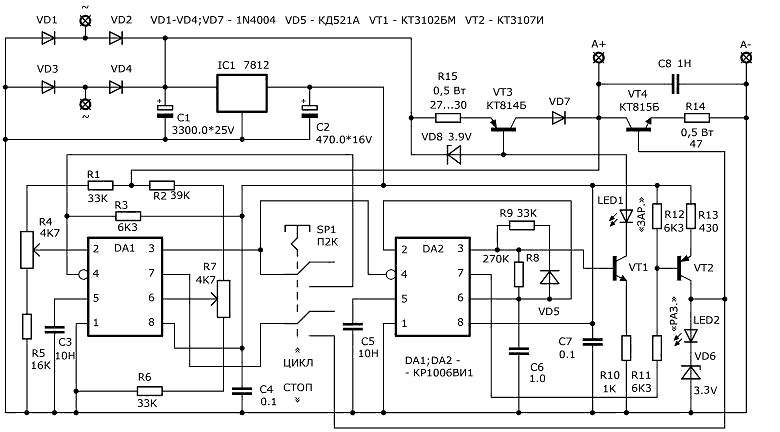 VD1 VD2 VD1-VD4;VD7 - 1N4004 VD5 - КД521А VT1 - КТ3102БМ VT2 - КТ3107И
~
A+ A-
VD3 VD4 IC1 7812 C8 1Н
R15 VT3 VT4
0,5 Вт КТ814Б VD7 КТ815Б R14
27...30
+ +
C1 C2
3300.0*25V 470.0*16V
VD8 3.9V
0,5 Вт
47
~
R1 R2 39K
33K
R3 SP1 R9 33K LED1 «ЗАР.» R12 R13
6K3 П2К 6K3 430
R4
4K7
2 DA1 3 2 DA2 3 270K R8
4 7 R7 4 7 VT1 VT2
4K7
5 6 5 6 VD5
1 8 1 8
«РАЗ.» LED2
C3 C5 C7
10Н 10Н 0.1
R5 « ЦИКЛ DA1;DA2 - C6 VD6
16K - КР1006ВИ1 1.0
R6 C4 СТОП » R10 R11 3.3V
33K 0.1 1K 6K3